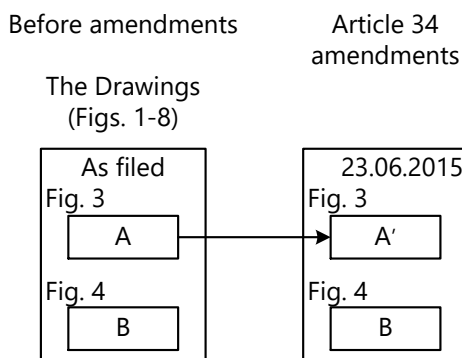 Before amendments
Article 34
amendments
The Drawings
(Figs. 1-8)
As filed
Fig. 3
A
Fig. 4
B
23.06.2015
Fig. 3
A′
Fig. 4
B